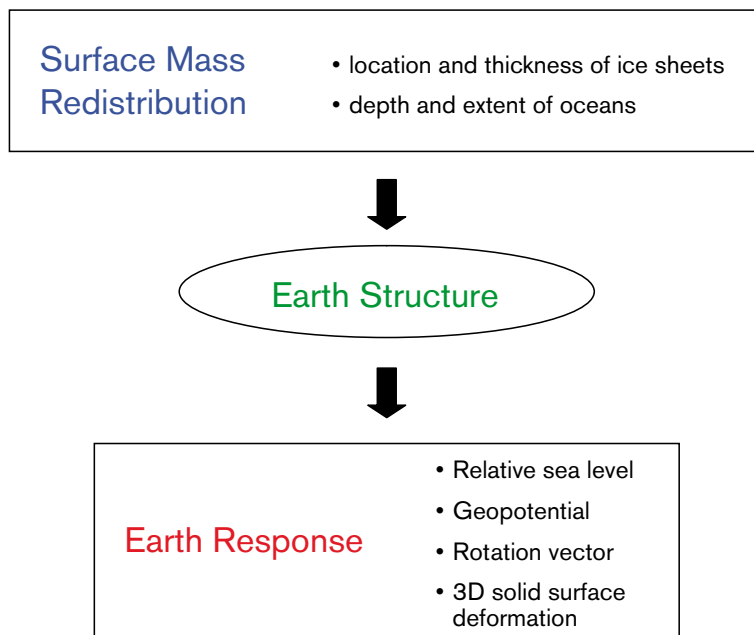 Surface Mass
Redistribution
• location and thickness of ice sheets
• depth and extent of oceans
Earth Structure
Earth Response
• Relative sea level
• Geopotential
• Rotation vector
• 3D solid surface
deformation